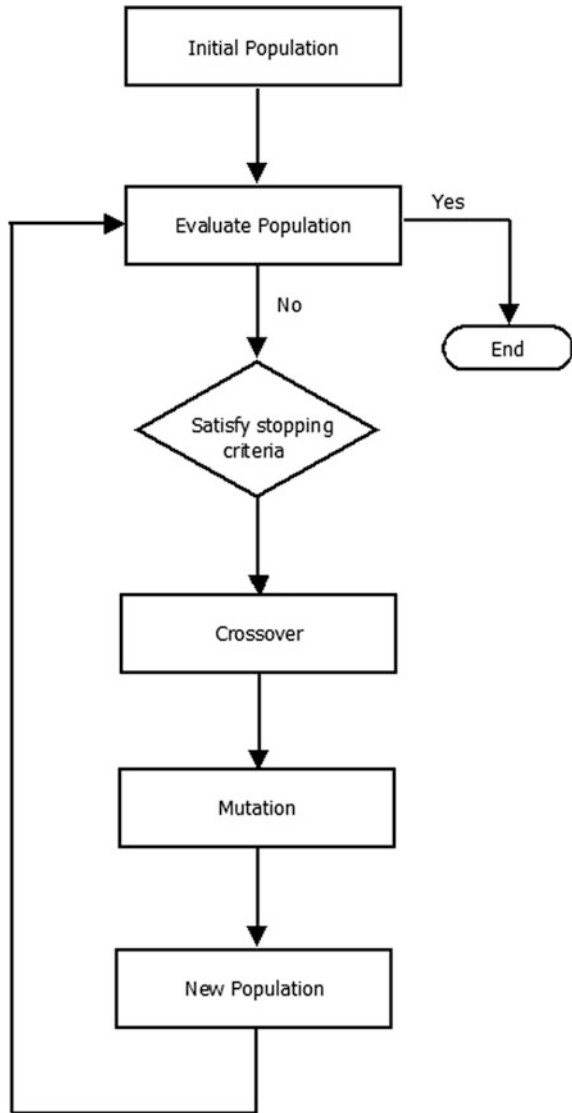 Initial Population
Evaluate Population
Yes
No
End
Satisfy stopping
criteria
Crossover
Mutation
New Population